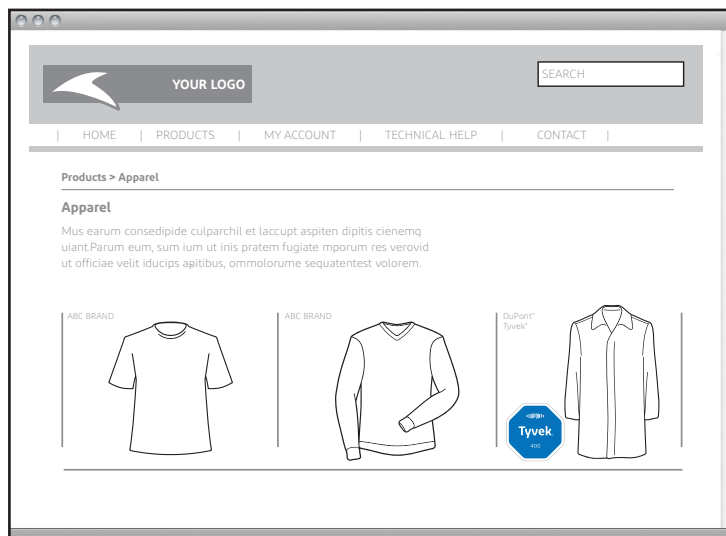 YOUR LOGO
SEARCH
| HOME | PRODUCTS | MY ACCOUNT | TECHNICAL HELP | CONTACT |
Products > Apparel
Apparel
Mus earum consedipide culparchil et laccupt aspiten dipitis cienemq
uiant.Parum eum, sum ium ut inis pratem fugiate mporum res verovid
ut officiae velit iducips apitibus, ommolorume sequatentest volorem.
ABC BRAND
ABC BRAND
DuPont™
Tyvek®
DUPONT
Tyvek®
400